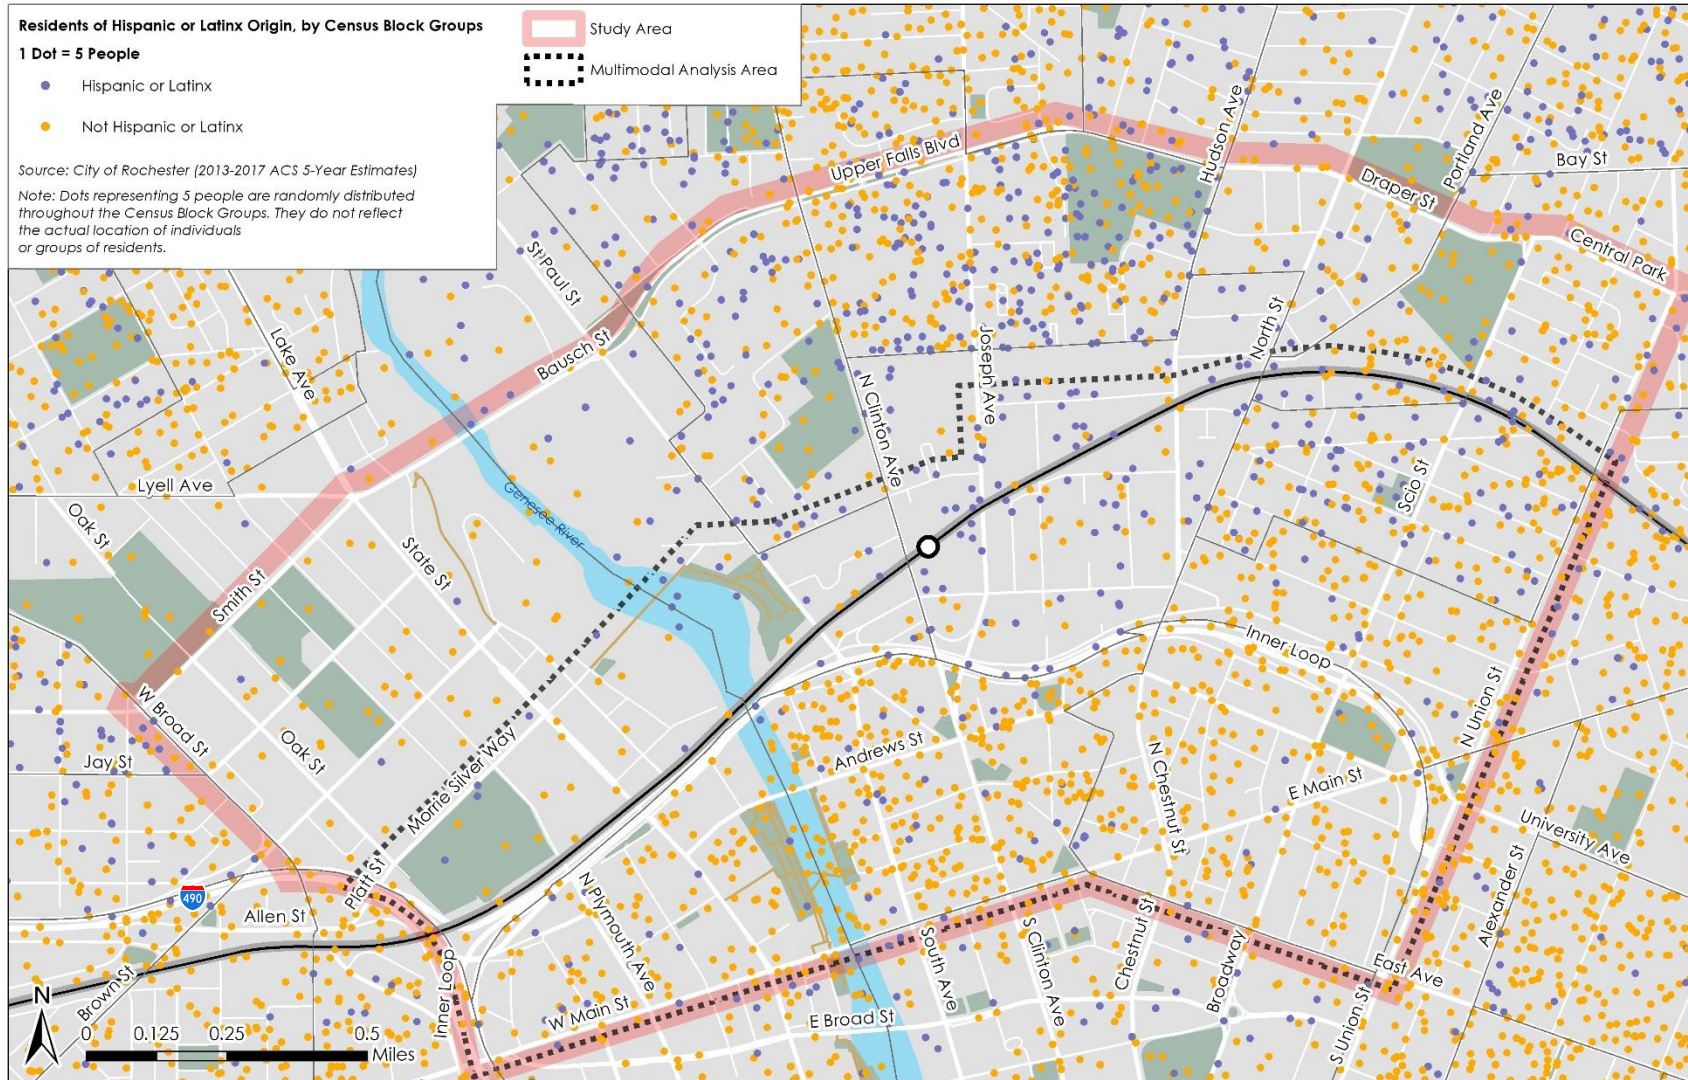 Residents of Hispanic or Latinx Origin, by Census Block Groups
1 Dot = 5 People
Hispanic or Latinx
Not Hispanic or Latinx
Source: City of Rochester (2013-2017 ACS 5-Year Estimates)
Note: Dots representing 5 people are randomly distributed
throughout the Census Block Groups. They do not reflect
the actual location of individuals
or groups of residents.
Study Area
Multimodal Analysis Area
Upper Falls Blvd
Hudson Ave
Portland Ave
Bay St
Draper St
Central Park
St Paul St
Lake Ave
Bausch St
N Clinton Ave
Joseph Ave
North St
Lyell Ave
Oak St
State St
Genesee River
Scio St
Smith St
W Broad St
Oak St
Jay St
Morrie Silver Way
Inner Loop
N Union St
Andrews St
N Chestnut St
E Main St
University Ave
Alexander St
Platt St
490
Allen St
N Plymouth Ave
Brown St
Inner Loop
W Main St
E Broad St
South Ave
S Clinton Ave
Chestnut St
Broadway
East Ave
S Union St
N
0 0.125 0.25 0.5
Miles